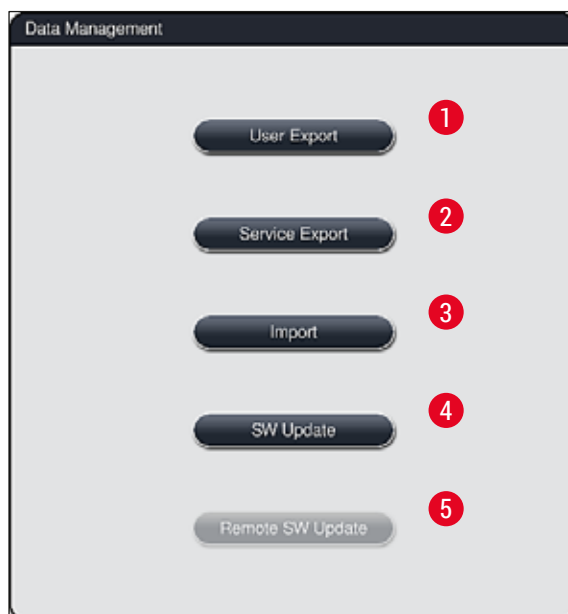 Data Management
User Export
1
Service Export
2
Import
3
SW Update
4
Remote SW Update
5